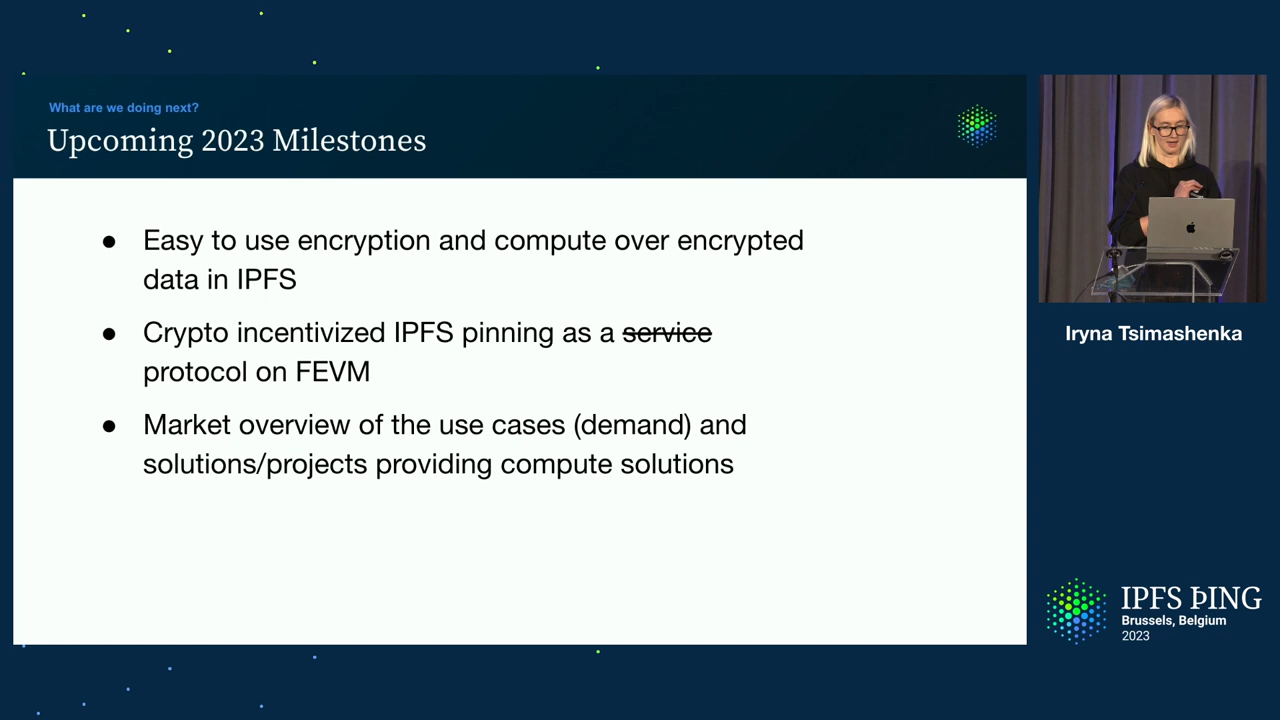 What are we doing next?
Upcoming 2023 Milestones
● Easy to use encryption and compute over encrypted
data in IPFS
● Crypto incentivized IPFS pinning as a service
protocol on FEVM
● Market overview of the use cases (demand) and
solutions/projects providing compute solutions
Iryna Tsimashenka
IPFS ÞING
Brussels, Belgium
2023